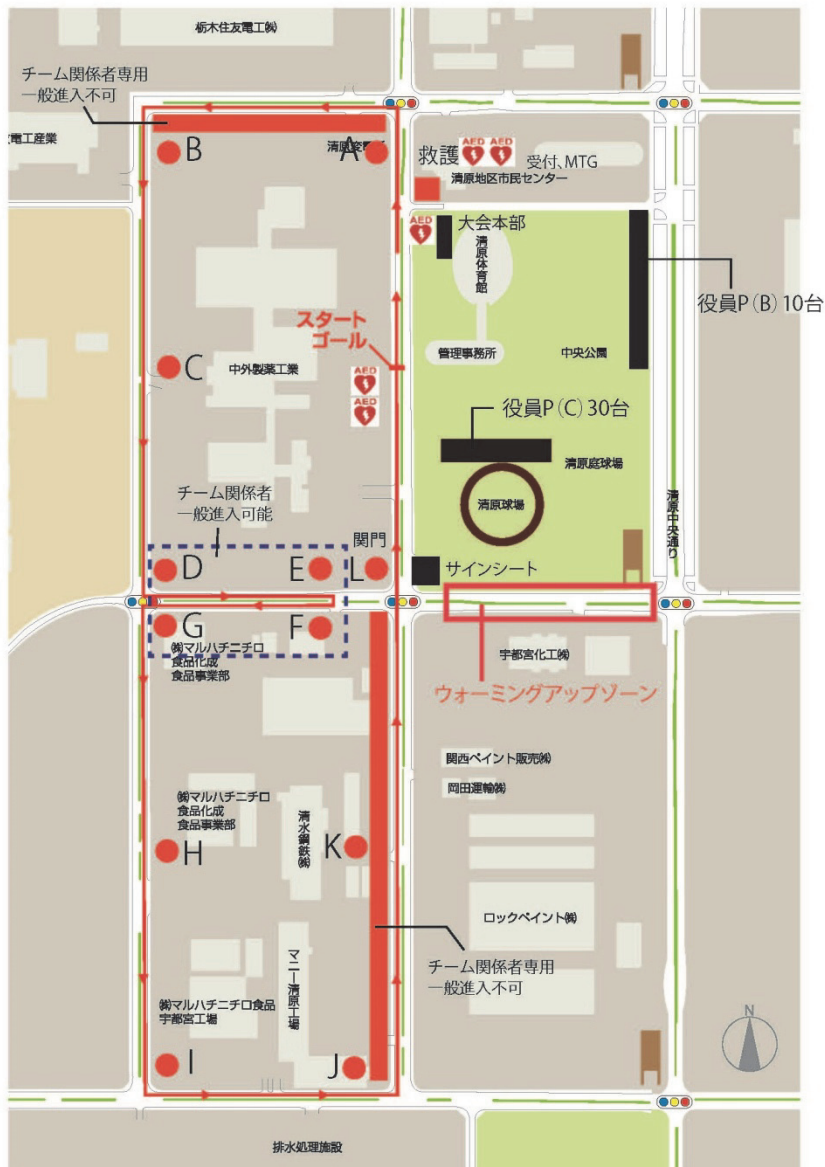 栃木住友電工㈱
チーム関係者専用
一般進入不可
電工産業
B
A
救護
AED
AED
受付、MTG
清原地区市民センター
AED
大会本部
清原体育館
役員P(B)10台
スタート
ゴール
管理事務所
中央公園
C
中外製薬工業
AED
AED
役員P(C)30台
清原庭球場
清原球場
清原中央通り
チーム関係者
一般進入可能
関門
D
E
L
サインシート
G
F
㈱マルハチニチロ
食品化成
食品事業部
宇都宮化工㈱
ウォーミングアップゾーン
関西ペイント販売㈱
岡田運輸㈱
㈱マルハチニチロ
食品化成
食品事業部
清水鋼鉄㈱
H
K
ロックペイント㈱
チーム関係者専用
一般進入不可
マニー清原工場
㈱マルハチニチロ食品
宇都宮工場
I
J
N
排水処理施設